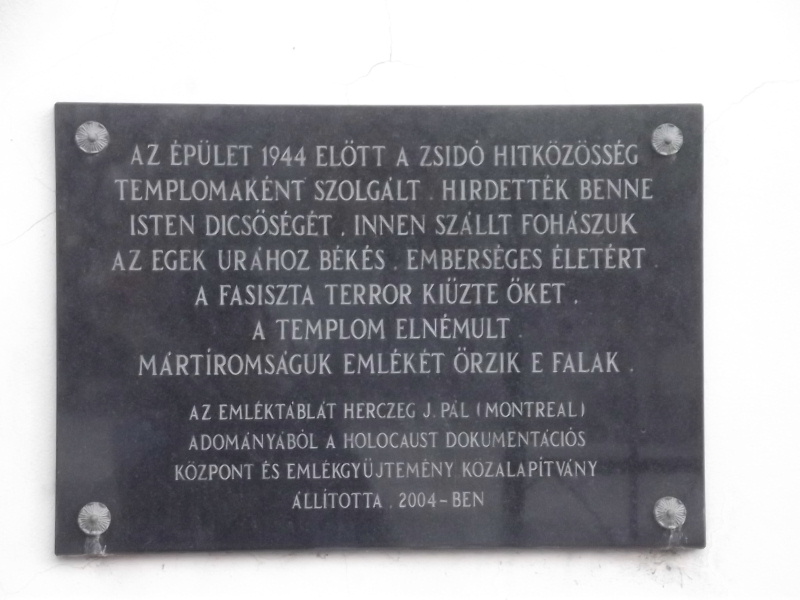 AZ ÉPÜLET 1944 ELŐTT A ZSIDÓ HITKÖZÖSSÉG
TEMPLOMAKÉNT SZOLGÁLT. HIRDETTÉK BENNE
ISTEN DICSŐSÉGÉT, INNEN SZÁLLT FOHÁSZUK
AZ EGEK URÁHOZ BÉKÉS, EMBERSÉGES ÉLETÉRT.
A FASISZTA TERROR KIŰZTE ŐKET,
A TEMPLOM ELNÉMULT.
MÁRTÍROMSÁGUK EMLÉKÉT ŐRZIK E FALAK.
AZ EMLÉKTÁBLÁT HERCZEG J. PÁL (MONTREAL)
ADOMÁNYÁBÓL A HOLOCAUST DOKUMENTÁCIÓS
KÖZPONT ÉS EMLÉKGYŰJTEMÉNY KÖZALAPÍTVÁNY
ÁLLÍTOTTA, 2004-BEN